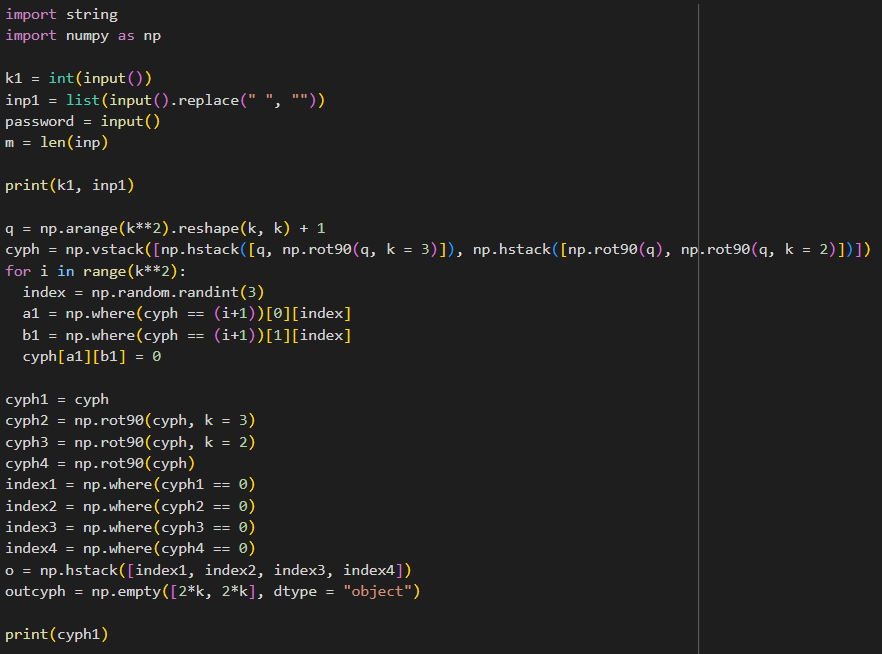 import string
import numpy as np
k1 = int(input())
inp1 = list(input().replace(" ", ""))
password = input()
m = len(inp)
print(k1, inp1)
q = np.arange(k**2).reshape(k, k) + 1
cyph = np.vstack([np.hstack([q, np.rot90(q, k = 3)]), np.hstack([np.rot90(q), np.rot90(q, k = 2)])])
for i in range(k**2):
  index = np.random.randint(3)
  a1 = np.where(cyph == (i+1))[0][index]
  b1 = np.where(cyph == (i+1))[1][index]
  cyph[a1][b1] = 0
cyph1 = cyph
cyph2 = np.rot90(cyph, k = 3)
cyph3 = np.rot90(cyph, k = 2)
cyph4 = np.rot90(cyph)
index1 = np.where(cyph1 == 0)
index2 = np.where(cyph2 == 0)
index3 = np.where(cyph3 == 0)
index4 = np.where(cyph4 == 0)
o = np.hstack([index1, index2, index3, index4])
outcyph = np.empty([2*k, 2*k], dtype = "object")
print(cyph1)